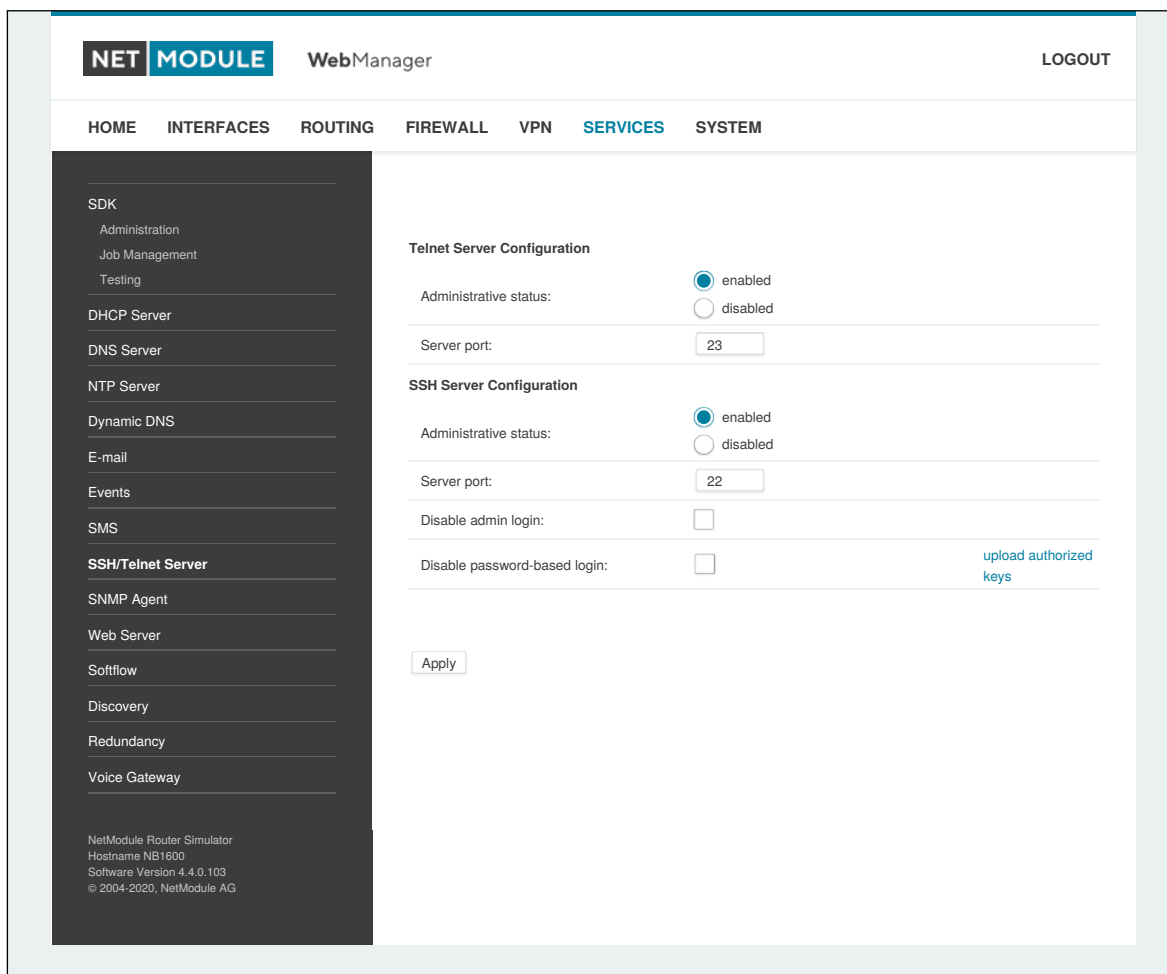 NET MODULE WebManager LOGOUT
HOME INTERFACES ROUTING FIREWALL VPN SERVICES SYSTEM
SDK
Administration
Job Management
Testing
DHCP Server
DNS Server
NTP Server
Dynamic DNS
E-mail
Events
SMS
SSH/Telnet Server
SNMP Agent
Web Server
Softflow
Discovery
Redundancy
Voice Gateway
NetModule Router Simulator
Hostname NB1600
Software Version 4.4.0.103
© 2004-2020, NetModule AG
Telnet Server Configuration
Administrative status:
enabled
disabled
Server port: 23
SSH Server Configuration
Administrative status:
enabled
disabled
Server port: 22
Disable admin login:
Disable password-based login:
upload authorized
keys
Apply